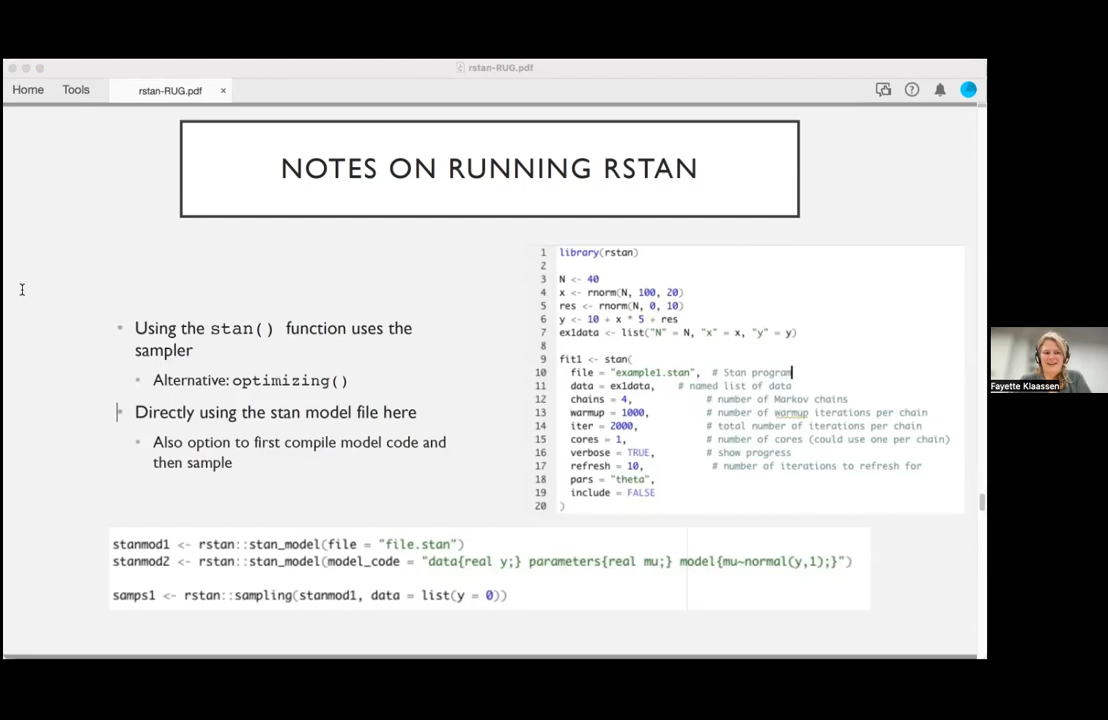 rstan-RUG.pdf
Home
Tools
rstan-RUG.pdf
×
NOTES ON RUNNING RSTAN
Using the stan() function uses the
sampler
Alternative: optimizing()
Directly using the stan model file here
Also option to first compile model code and
then sample
1 library(rstan)
2
3 N <- 40
4 x <- rnorm(N, 100, 20)
5 res <- rnorm(N, 0, 10)
6 y <- 10 + x * 5 + res
7 ex1data <- list("N" = N, "x" = x, "y" = y)
8
9 fit1 <- stan(
10 file = "example1.stan", # Stan program
11 data = ex1data, # named list of data
12 chains = 4, # number of Markov chains
13 warmup = 1000, # number of warmup iterations per chain
14 iter = 2000, # total number of iterations per chain
15 cores = 1, # number of cores (could use one per chain)
16 verbose = TRUE, # show progress
17 refresh = 10, # number of iterations to refresh for
18 pars = "theta",
19 include = FALSE
20 )
stanmod1 <- rstan::stan_model(file = "file.stan")
stanmod2 <- rstan::stan_model(model_code = "data{real y;} parameters{real mu;} model{mu~normal(y,1);}")
samps1 <- rstan::sampling(stanmod1, data = list(y = 0))
Fayette Klaassen